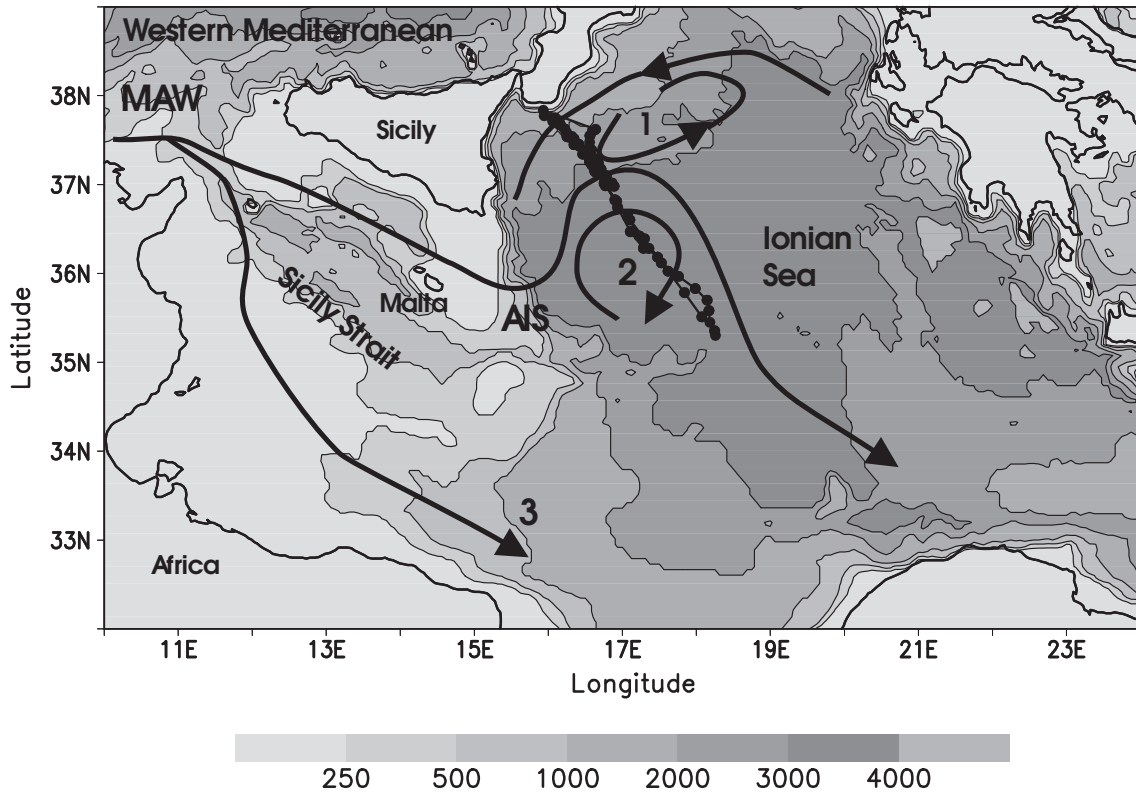 Western Mediterranean
MAW
Sicily
1
Ionian
Sea
2
Sicily Strait
Malta
AIS
3
Africa
38N
37N
36N
35N
34N
33N
Latitude
11E 13E 15E 17E 19E 21E 23E
Longitude
250 500 1000 2000 3000 4000